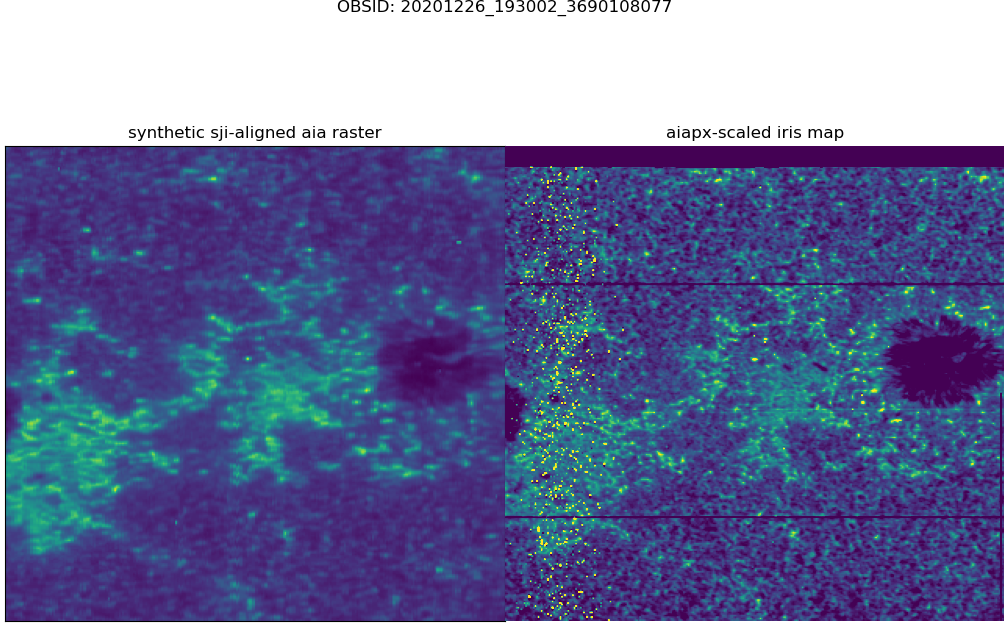 OBSID: 20201226_193002_3690108077
synthetic sji-aligned aia raster
aiapx-scaled iris map